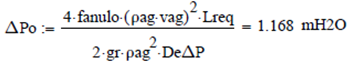 ΔPo := 4·fanulo·(ρag·vag)²·Lreq / 2·gr·ρag²·DeΔP = 1.168 mH2O